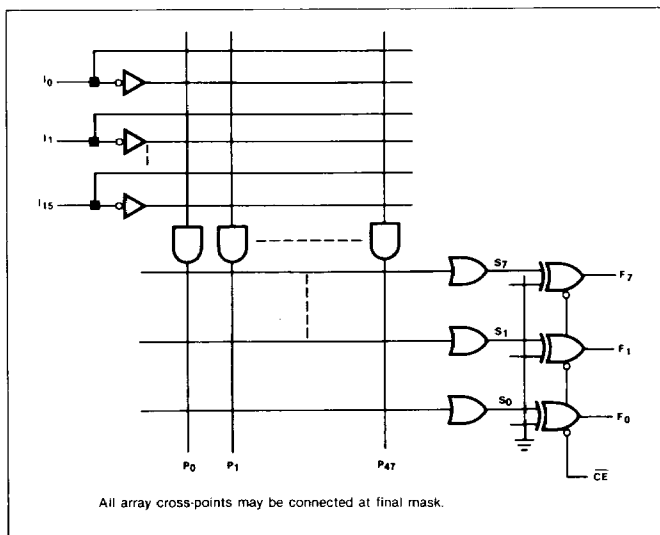 I0
I1
I15
S7
F7
S1
F1
S0
F0
P0 P1 P47
CE
All array cross-points may be connected at final mask.